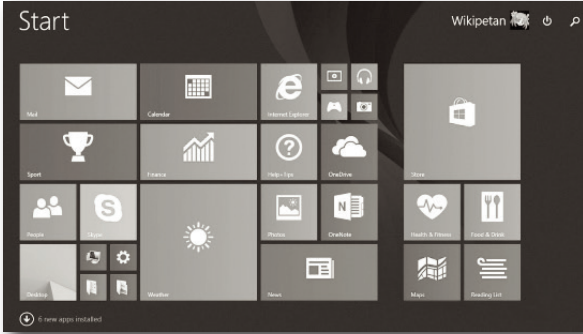 Start
Wikipetan
Mail
Calendar
Internet Explorer
Store
Sport
Finance
Help+Tips
OneDrive
People
Skype
Photos
OneNote
Health & Fitness
Food & Drink
Desktop
Weather
News
Maps
Reading List
6 new apps installed